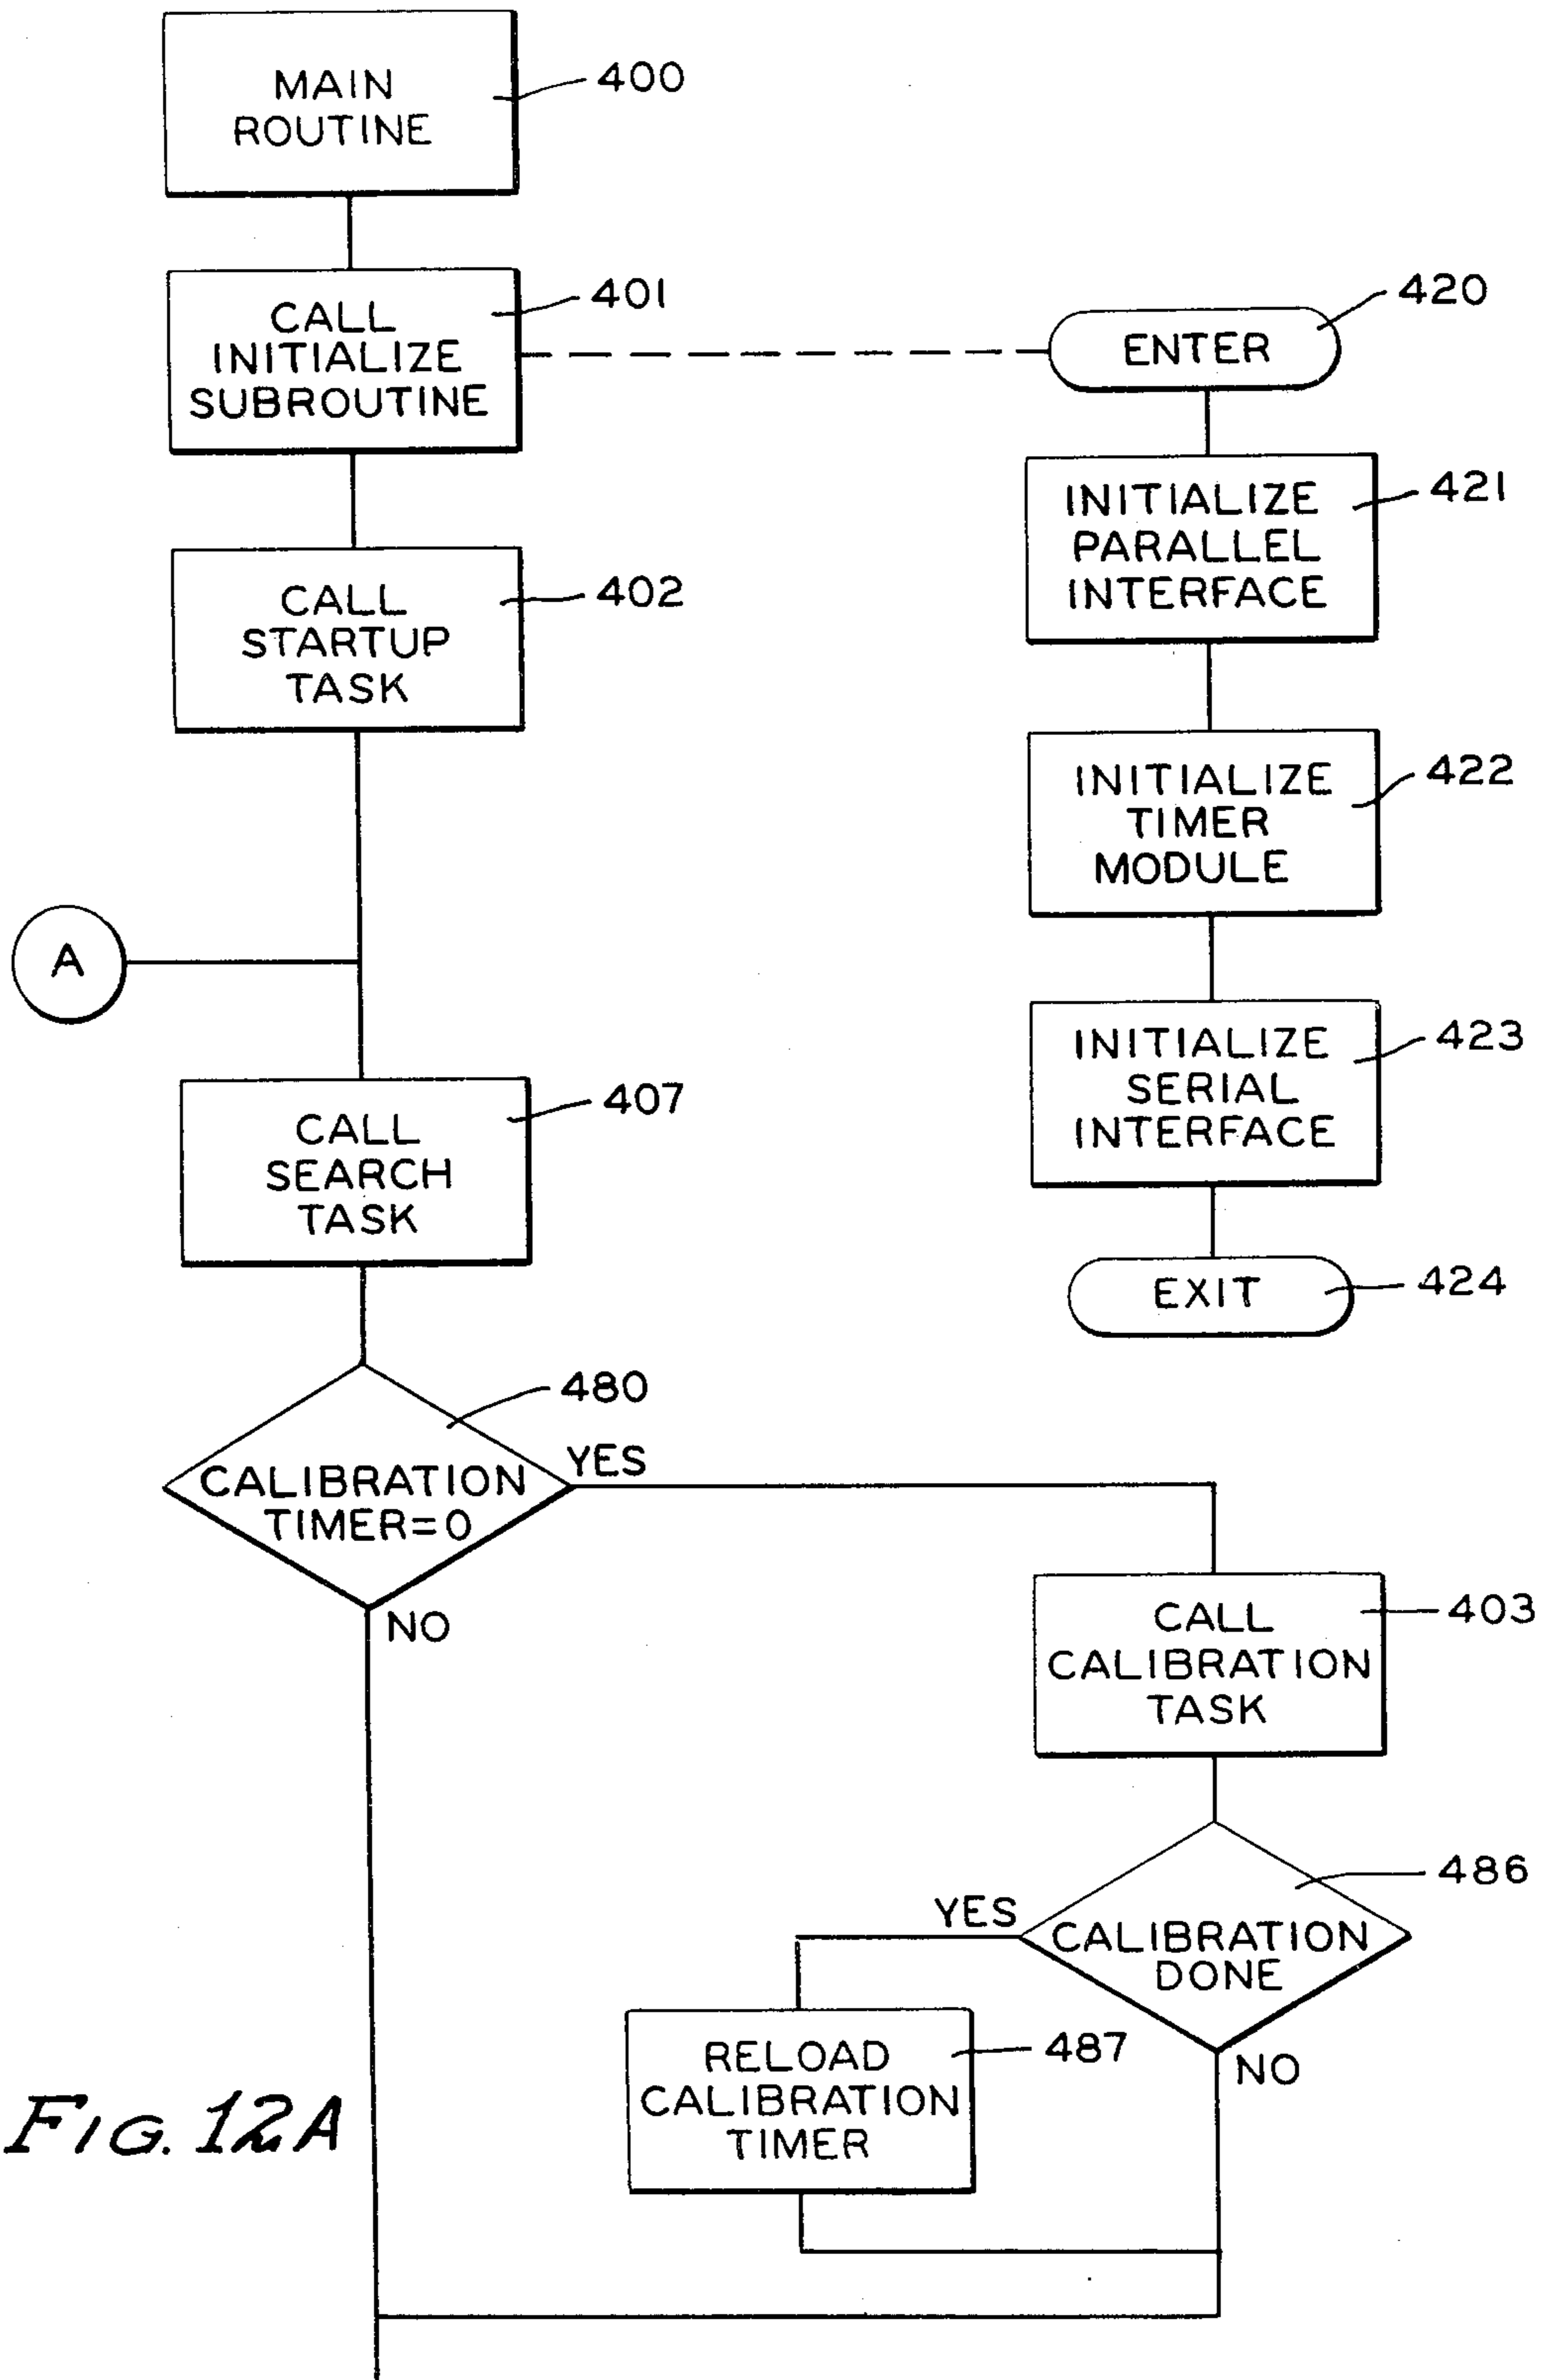 MAIN
ROUTINE
400
CALL
INITIALIZE
SUBROUTINE
401
ENTER
420
INITIALIZE
PARALLEL
INTERFACE
421
CALL
STARTUP
TASK
402
INITIALIZE
TIMER
MODULE
422
A
INITIALIZE
SERIAL
INTERFACE
423
CALL
SEARCH
TASK
407
EXIT
424
CALIBRATION
TIMER=0
480
YES
NO
CALL
CALIBRATION
TASK
403
CALIBRATION
DONE
486
YES
NO
RELOAD
CALIBRATION
TIMER
487
FIG. 12A